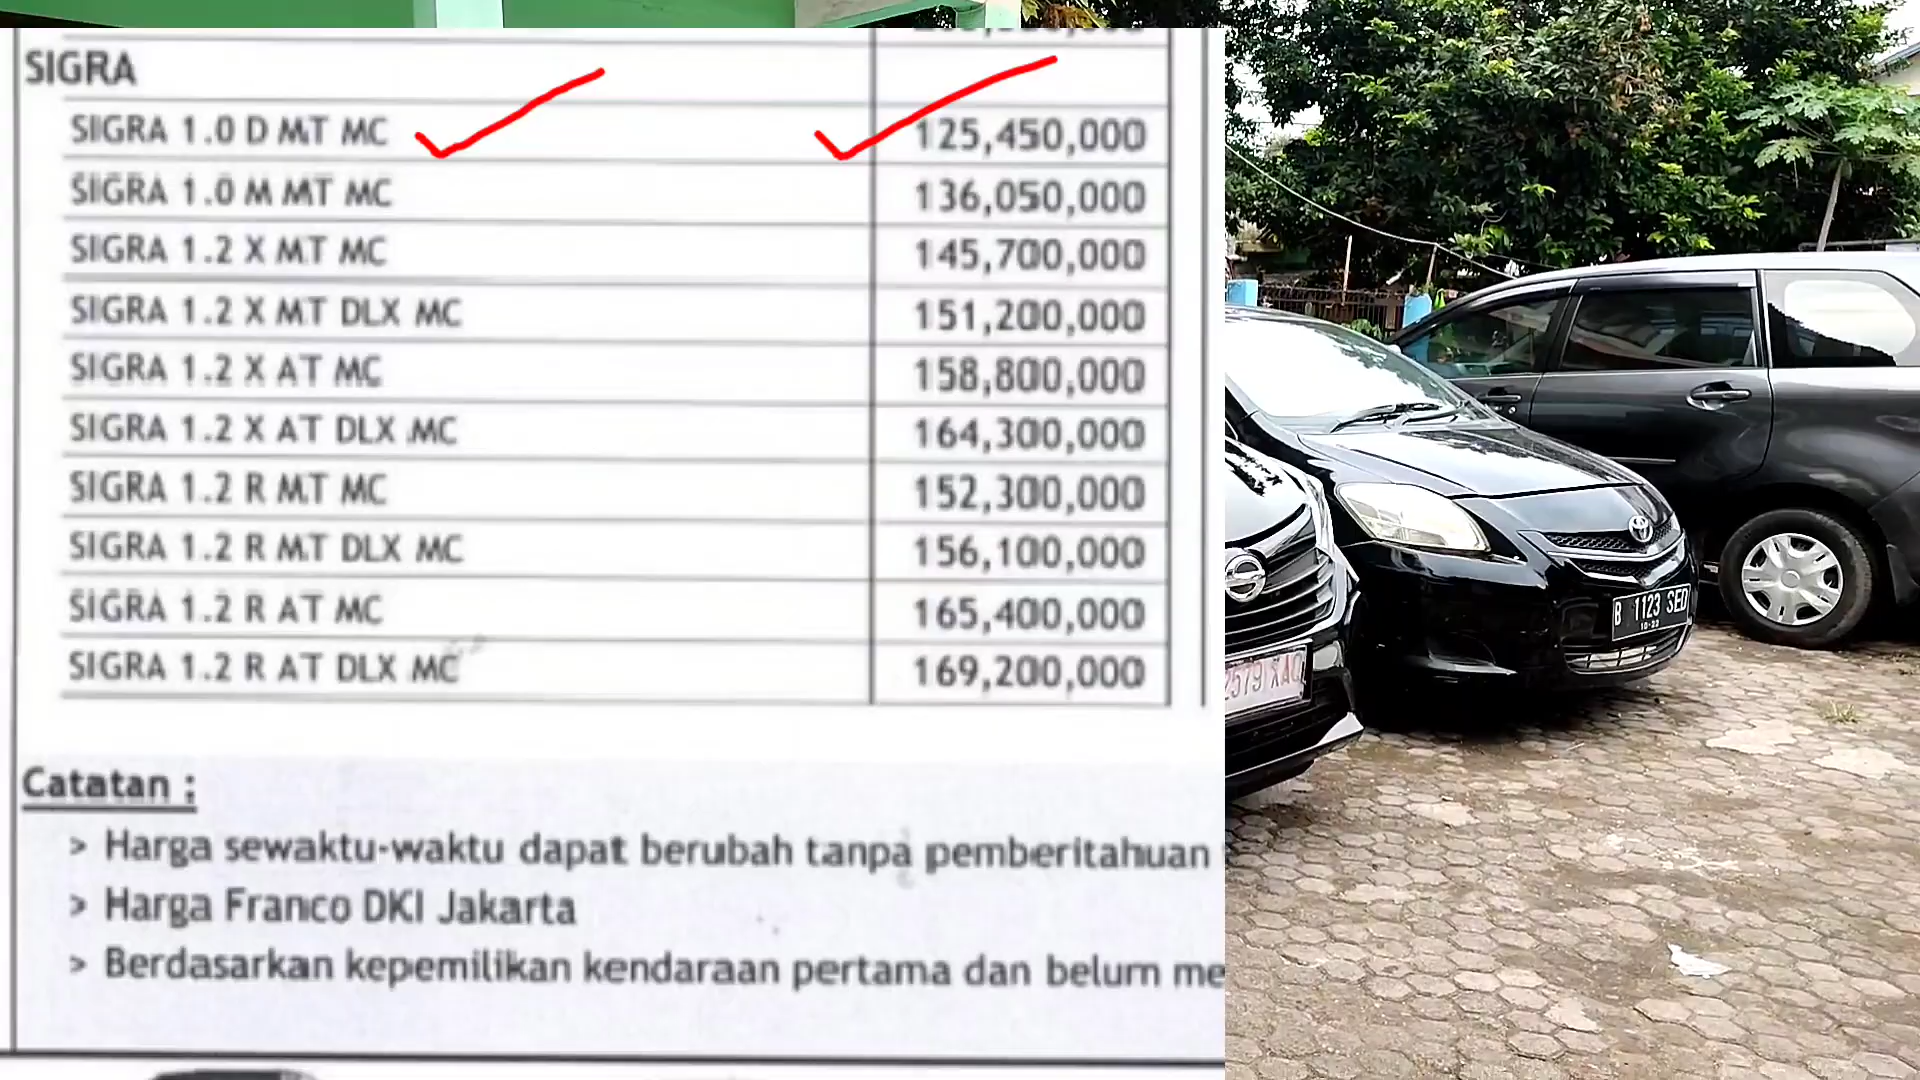 SIGRA
SIGRA 1.0 D MT MC 125,450,000
SIGRA 1.0 M MT MC 136,050,000
SIGRA 1.2 X MT MC 145,700,000
SIGRA 1.2 X MT DLX MC 151,200,000
SIGRA 1.2 X AT MC 158,800,000
SIGRA 1.2 X AT DLX MC 164,300,000
SIGRA 1.2 R MT MC 152,300,000
SIGRA 1.2 R MT DLX MC 156,100,000
SIGRA 1.2 R AT MC 165,400,000
SIGRA 1.2 R AT DLX MC 169,200,000
Catatan :
> Harga sewaktu-waktu dapat berubah tanpa pemberitahuan
> Harga Franco DKI Jakarta
> Berdasarkan kepemilikan kendaraan pertama dan belum me
B 1123 SED
10-22
2579 XAO